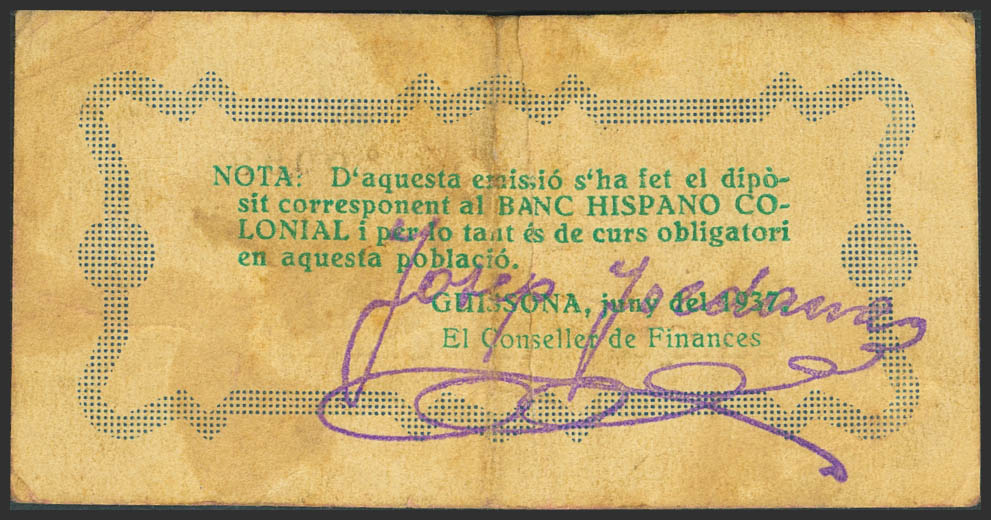 NOTA: D'aquesta emissió s'ha fet el dipò-
sit corresponent al BANC HISPANO CO-
LONIAL i per lo tant és de curs obligatori
en aquesta població.
GUISSONA, juny del 1937
El Conseller de Finances
Josep